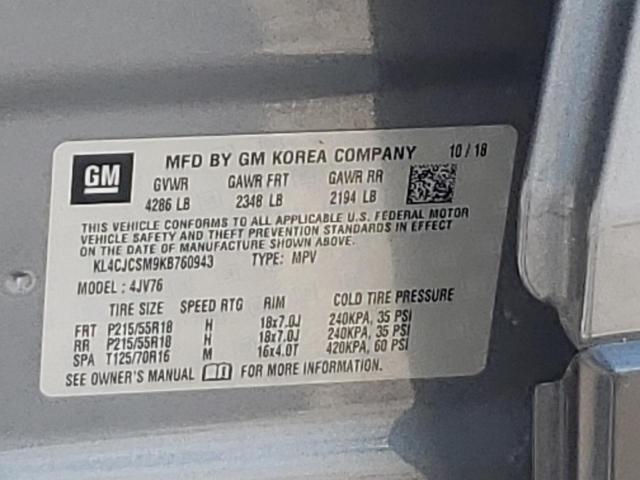 GM MFD BY GM KOREA COMPANY 10/18
GVWR GAWR FRT GAWR RR
4286 LB 2348 LB 2194 LB
THIS VEHICLE CONFORMS TO ALL APPLICABLE U.S. FEDERAL MOTOR
VEHICLE SAFETY AND THEFT PREVENTION STANDARDS IN EFFECT
ON THE DATE OF MANUFACTURE SHOWN ABOVE.
KL4CJCSM9KB760943 TYPE: MPV
MODEL : 4JV76
TIRE SIZE SPEED RTG RIM COLD TIRE PRESSURE
FRT P215/55R18 H 18x7.0J 240KPA, 35 PSI
RR P215/55R18 H 18x7.0J 240KPA, 35 PSI
SPA T125/70R16 M 16x4.0T 420KPA, 60 PSI
SEE OWNER'S MANUAL FOR MORE INFORMATION.